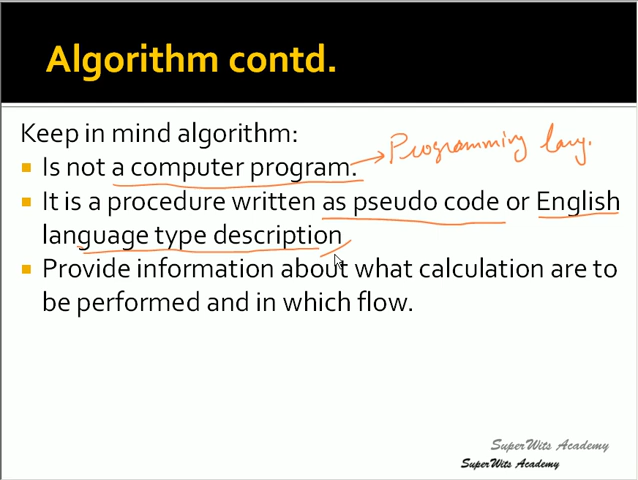 Algorithm contd.
Keep in mind algorithm:
Is not a computer program. → Programming lang.
It is a procedure written as pseudo code or English
language type description
Provide information about what calculation are to
be performed and in which flow.
SuperWits Academy
SuperWits Academy